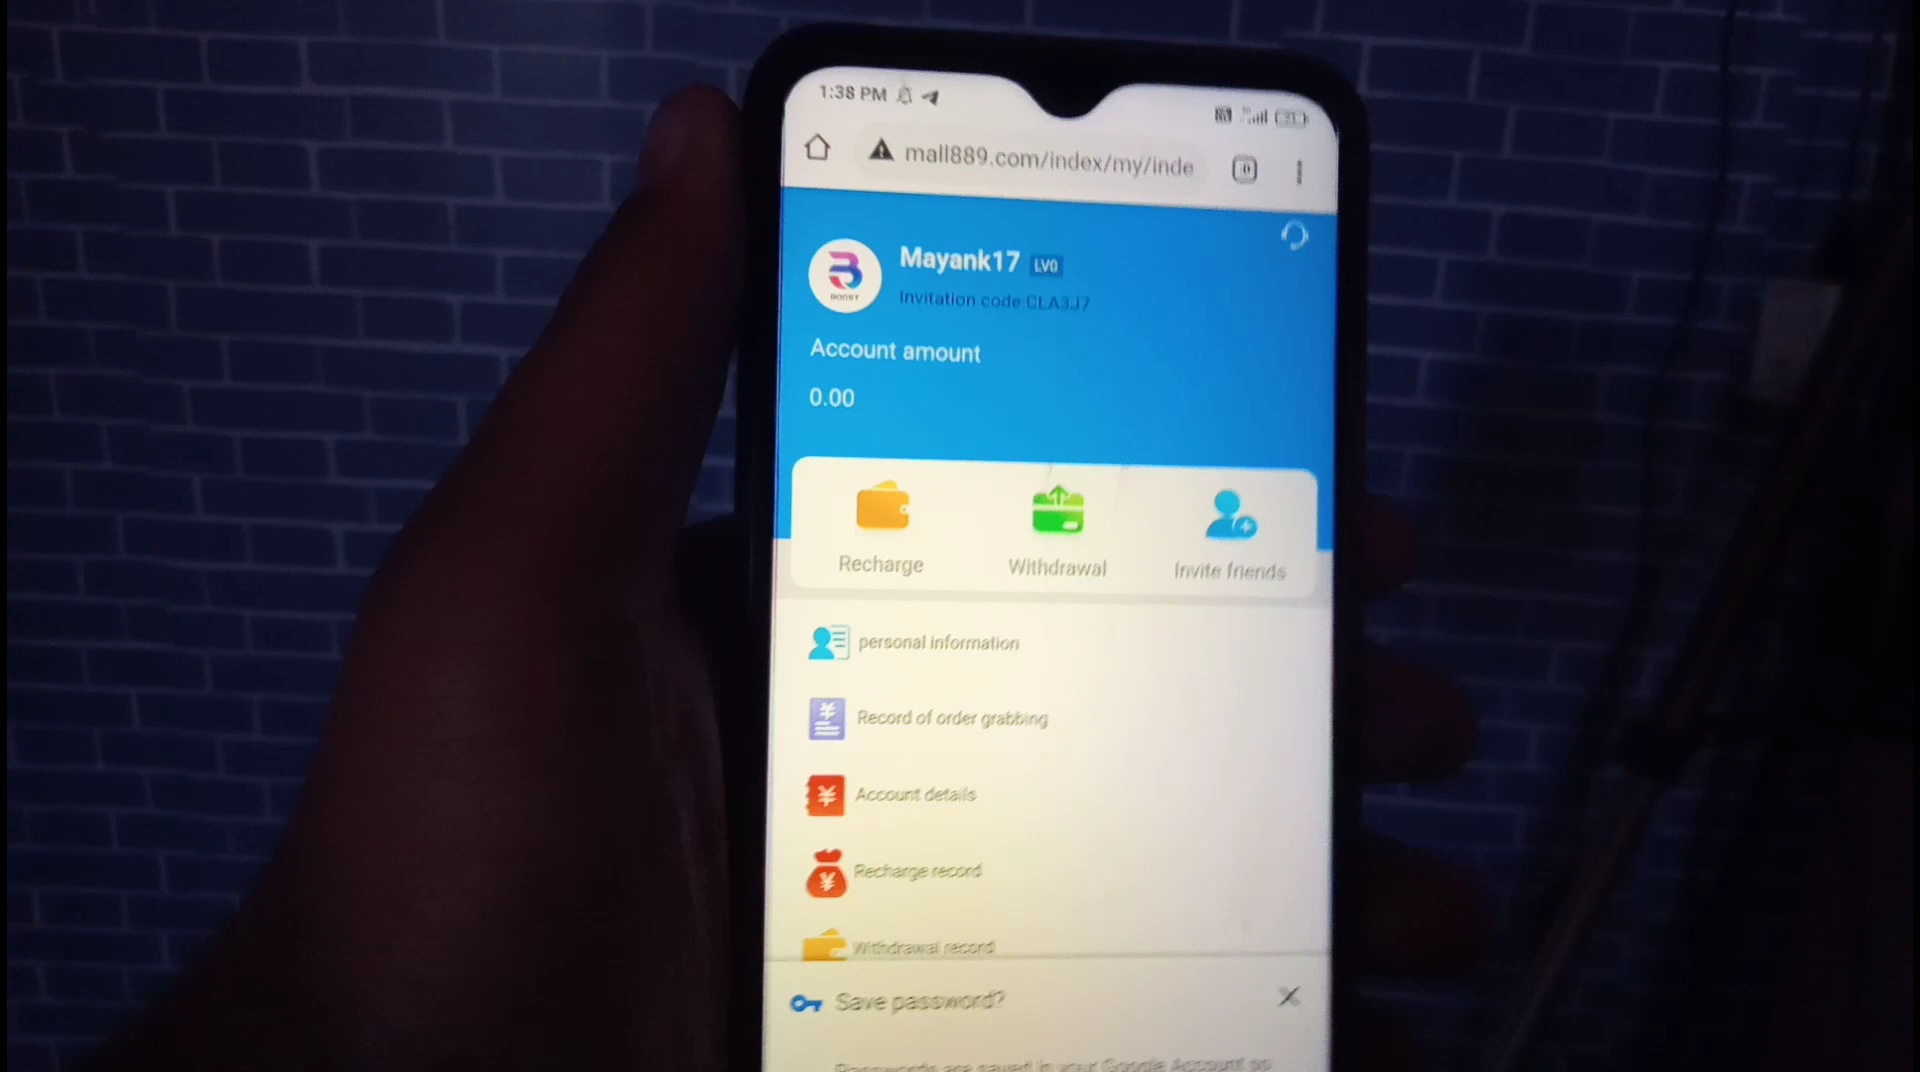 1:38 PM
mall889.com/index/my/inde
Mayank17 LV0
BOOST
Invitation code:CLA3J7
Account amount
0.00
Recharge
Withdrawal
Invite friends
personal information
Record of order grabbing
Account details
Recharge record
Withdrawal record
Save password?
Passwords are saved in your Google Account so